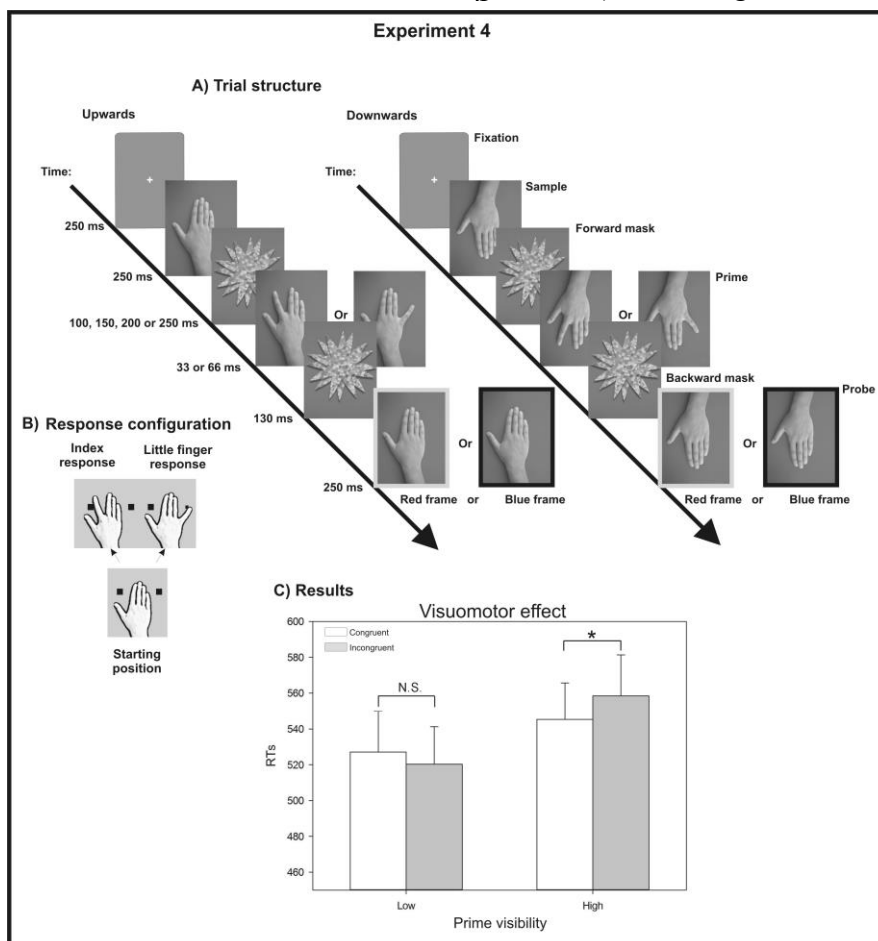 Experiment 4
A) Trial structure
Upwards
Downwards
Fixation
Time:
Time:
Sample
250 ms
Forward mask
250 ms
Prime
Or
Or
100, 150, 200 or 250 ms
33 or 66 ms
Backward mask
Probe
130 ms
B) Response configuration
Index response
Little finger response
Or
Or
250 ms
Red frame or Blue frame
Red frame or Blue frame
Starting position
C) Results
Visuomotor effect
600
Congruent
Incongruent
*
580
N.S.
560
540
RTs
520
500
480
460
Low
High
Prime visibility